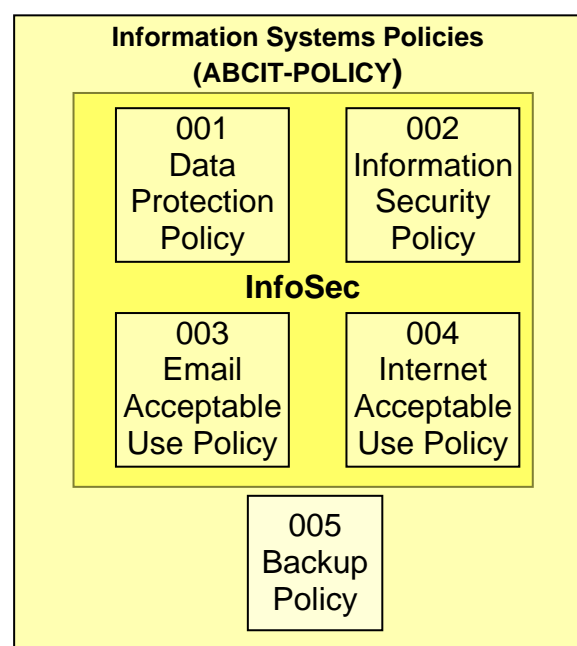 Information Systems Policies
(ABCIT-POLICY)
001
Data
Protection
Policy
002
Information
Security
Policy
InfoSec
003
Email
Acceptable
Use Policy
004
Internet
Acceptable
Use Policy
005
Backup
Policy